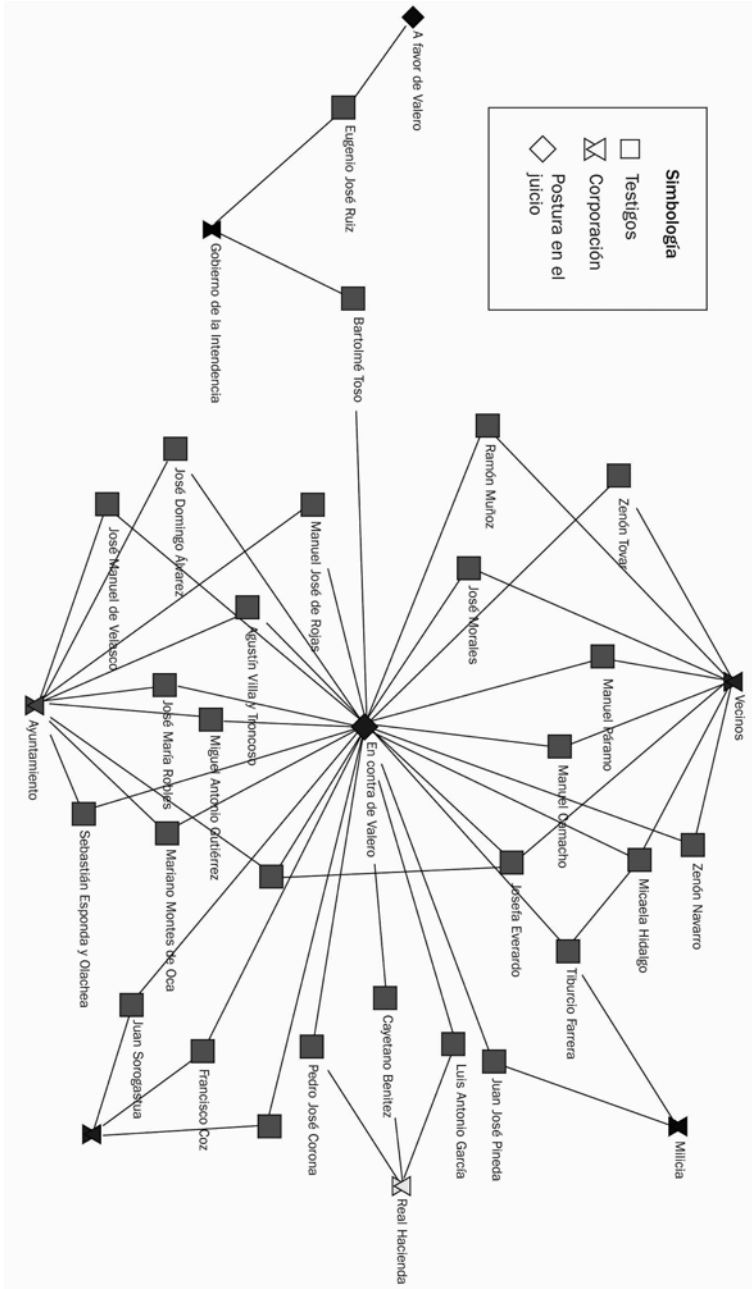 Simbología
Testigos
Corporación
Postura en el
juicio
Vecinos
Zenón Navarro
Milicia
Micaela Hidalgo
Zenón Tovar
Manuel Páramo
Tiburcio Farrera
Manuel Camacho
Josefa Everardo
Juan José Pineda
Ramón Muñoz
José Morales
Luis Antonio García
A favor de Valero
Real Hacienda
Cayetano Benítez
En contra de Valero
Bartolmé Toso
Eugenio José Ruiz
Manuel José de Rojas
Pedro José Corona
Agustín Villa y Troncoso
Gobierno de la Intendencia
Miguel Antonio Gutiérrez
Francisco Coz
José Domingo Álvarez
Mariano Montes de Oca
José María Robles
Juan Sorogastua
José Manuel de Velasco
Sebastián Esponda y Olachea
Ayuntamiento